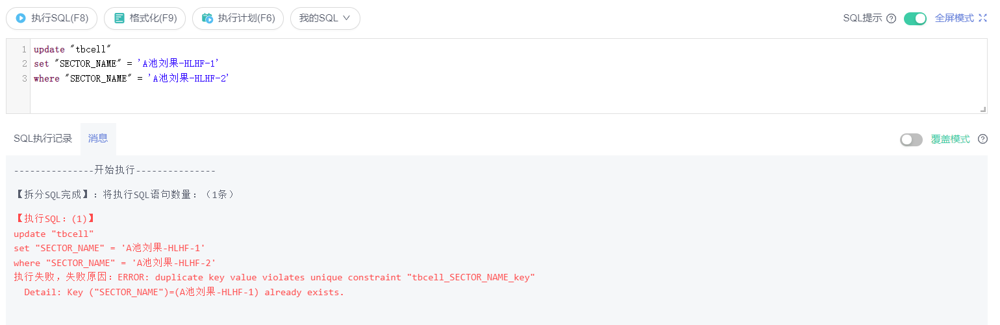 执行SQL(F8) 格式化(F9) 执行计划(F6) 我的SQL SQL提示 全屏模式
1 update "tbcell"
2 set "SECTOR_NAME" = 'A池刘果-HLHF-1'
3 where "SECTOR_NAME" = 'A池刘果-HLHF-2'
SQL执行记录 消息 覆盖模式
---------------开始执行---------------
【拆分SQL完成】：将执行SQL语句数量：（1条）
【执行SQL：(1)】
update "tbcell"
set "SECTOR_NAME" = 'A池刘果-HLHF-1'
where "SECTOR_NAME" = 'A池刘果-HLHF-2'
执行失败，失败原因：ERROR: duplicate key value violates unique constraint "tbcell_SECTOR_NAME_key"
Detail: Key ("SECTOR_NAME")=(A池刘果-HLHF-1) already exists.